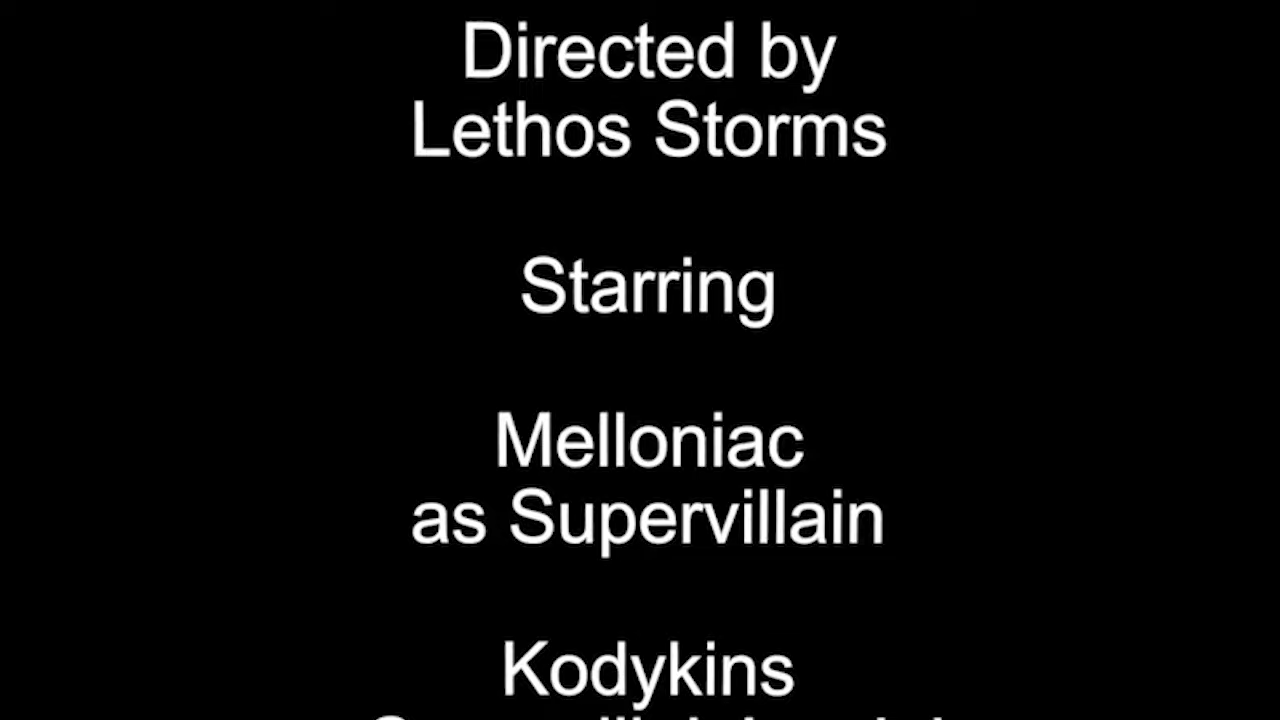 Directed by
Lethos Storms
Starring
Melloniac
as Supervillain
Kodykins